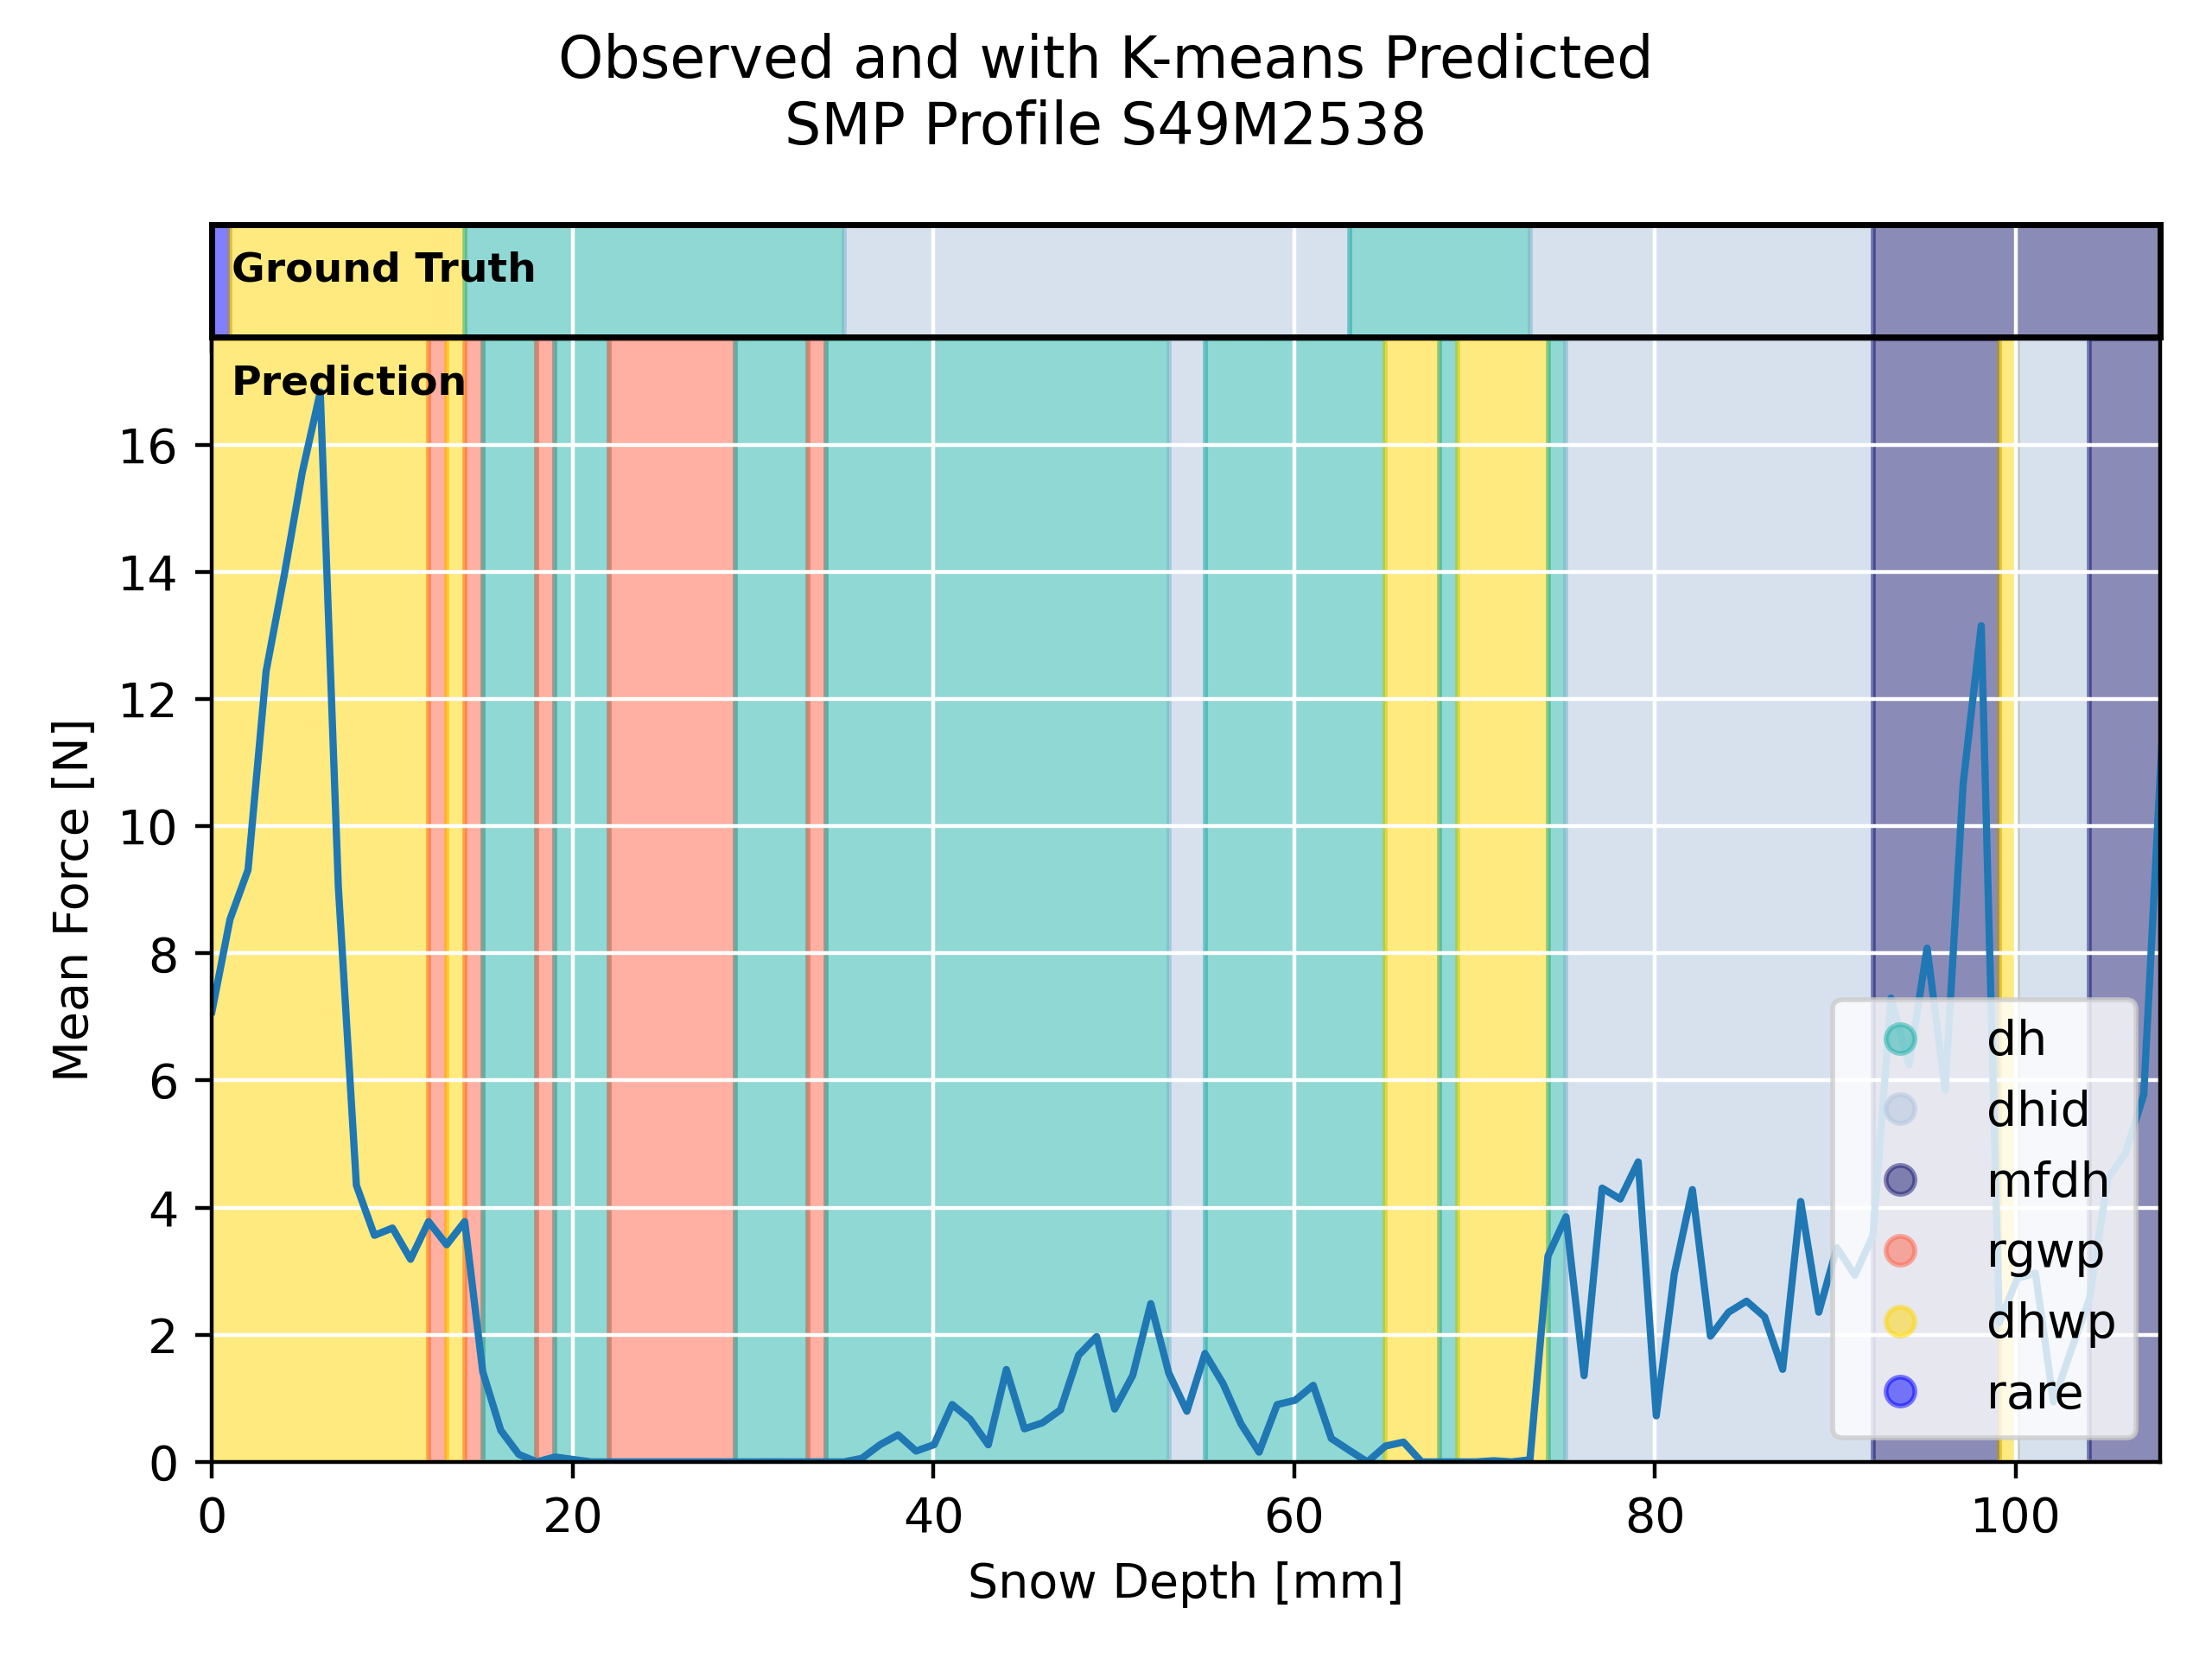 Observed and with K-means Predicted
SMP Profile S49M2538
Ground Truth
Prediction
16
14
12
10
8
6
4
2
0
Mean Force [N]
dh
dhid
mfdh
rgwp
dhwp
rare
0 20 40 60 80 100
Snow Depth [mm]